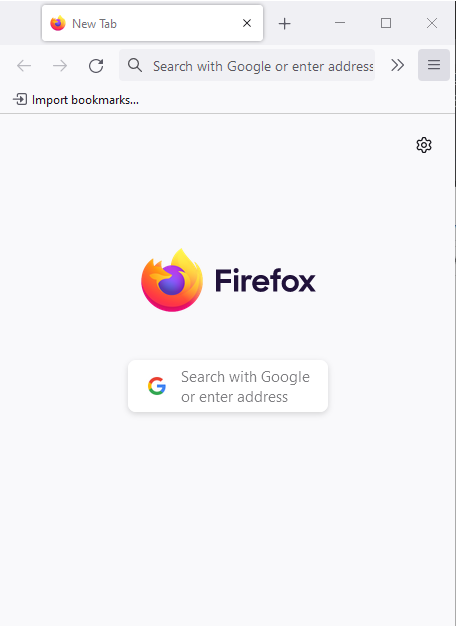 New Tab
Search with Google or enter address
Import bookmarks...
Firefox
Search with Google
or enter address